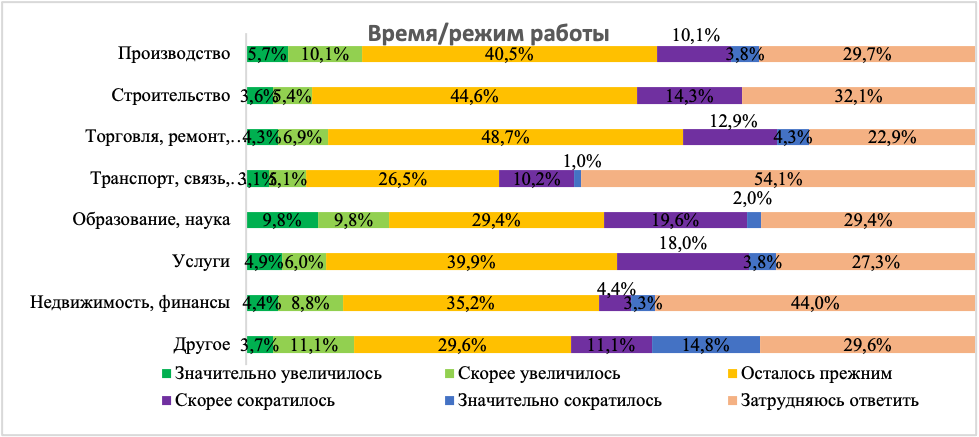 Время/режим работы
10,1%
Производство 5,7% 10,1% 40,5% 3,8% 29,7%
Строительство 3,6% 5,4% 44,6% 14,3% 32,1%
12,9%
Торговля, ремонт,… 4,3% 6,9% 48,7% 4,3% 22,9%
1,0%
Транспорт, связь,… 3,1% 5,1% 26,5% 10,2% 54,1%
2,0%
Образование, наука 9,8% 9,8% 29,4% 19,6% 29,4%
18,0%
Услуги 4,9% 6,0% 39,9% 3,8% 27,3%
4,4%
Недвижимость, финансы 4,4% 8,8% 35,2% 3,3% 44,0%
Другое 3,7% 11,1% 29,6% 11,1% 14,8% 29,6%
Значительно увеличилось Скорее увеличилось Осталось прежним
Скорее сократилось Значительно сократилось Затрудняюсь ответить